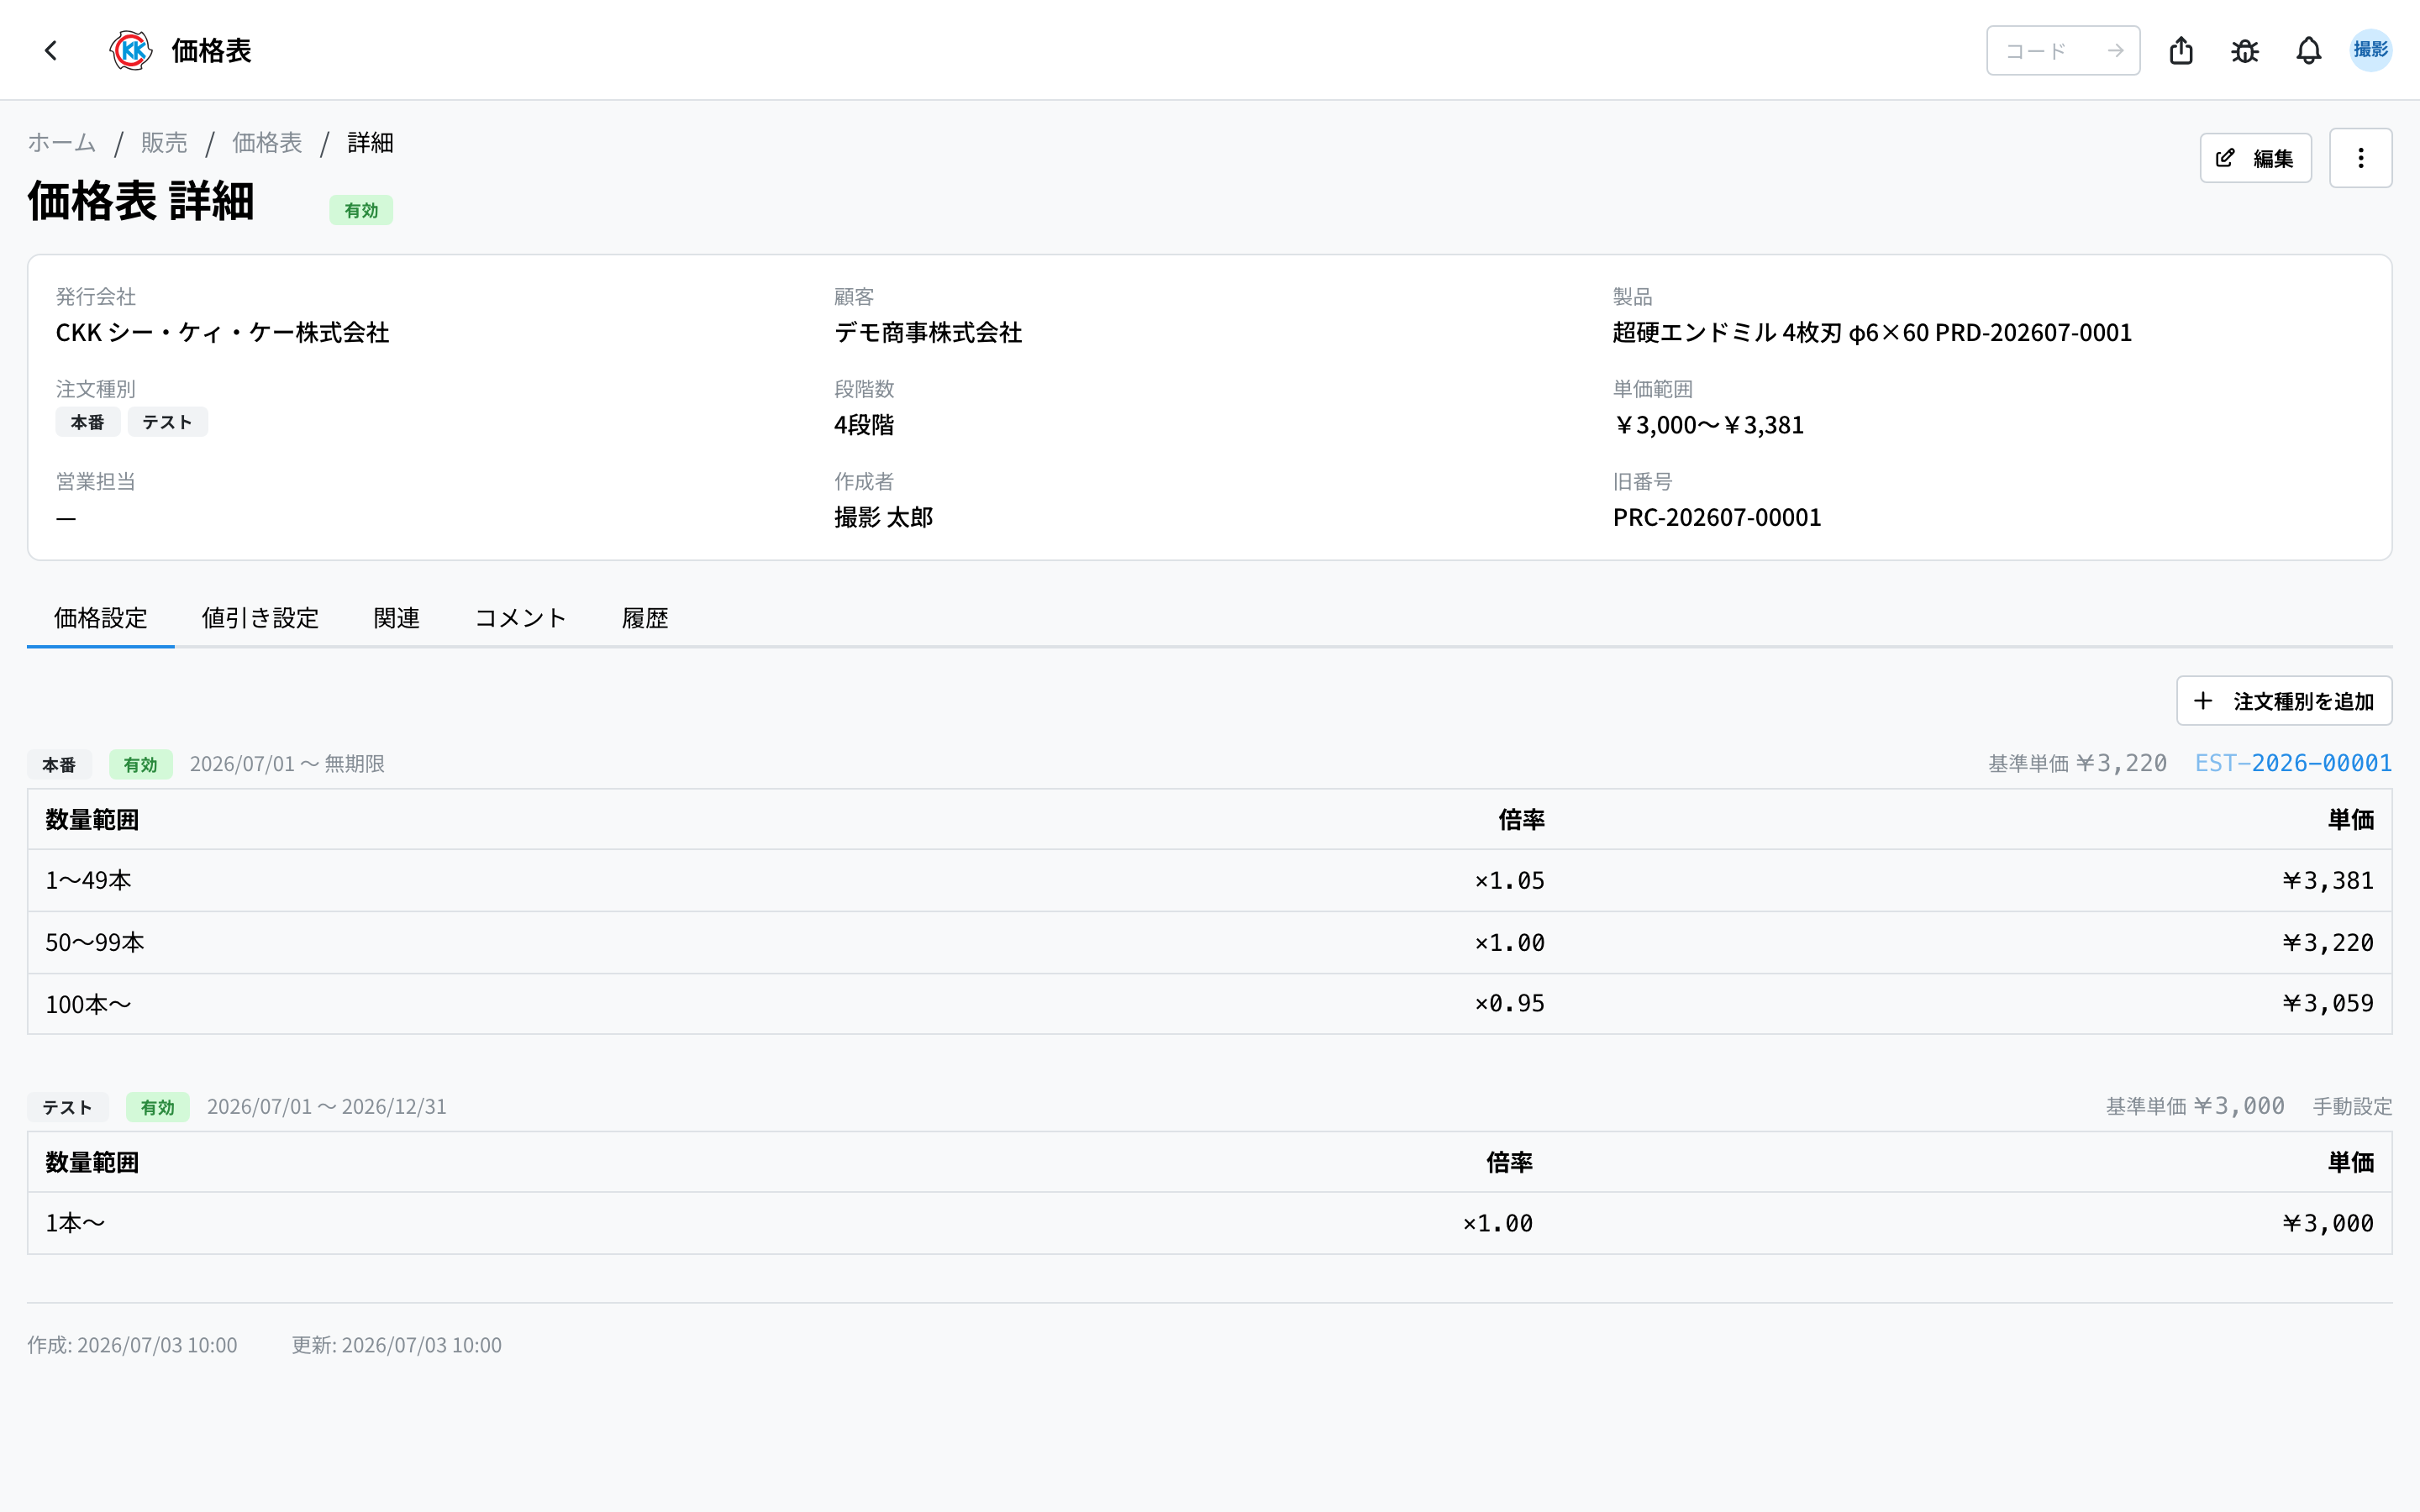 CKK 価格表
コード
撮影
ホーム / 販売 / 価格表 / 詳細
編集
価格表 詳細 有効
発行会社 顧客 製品
CKK シー・ケィ・ケー株式会社 デモ商事株式会社 超硬エンドミル 4枚刃 φ6×60 PRD-202607-0001
注文種別 段階数 単価範囲
本番 テスト 4段階 ¥3,000〜¥3,381
営業担当 作成者 旧番号
— 撮影 太郎 PRC-202607-00001
価格設定 値引き設定 関連 コメント 履歴
注文種別を追加
本番 有効 2026/07/01 〜 無期限 基準単価 ¥3,220 EST-2026-00001
数量範囲 倍率 単価
1〜49本 ×1.05 ¥3,381
50〜99本 ×1.00 ¥3,220
100本〜 ×0.95 ¥3,059
テスト 有効 2026/07/01 〜 2026/12/31 基準単価 ¥3,000 手動設定
数量範囲 倍率 単価
1本〜 ×1.00 ¥3,000
作成: 2026/07/03 10:00 更新: 2026/07/03 10:00